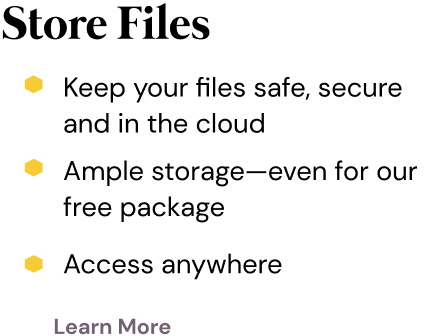 Store Files
Keep your files safe, secure
and in the cloud
Ample storage—even for our
free package
Access anywhere
Learn More